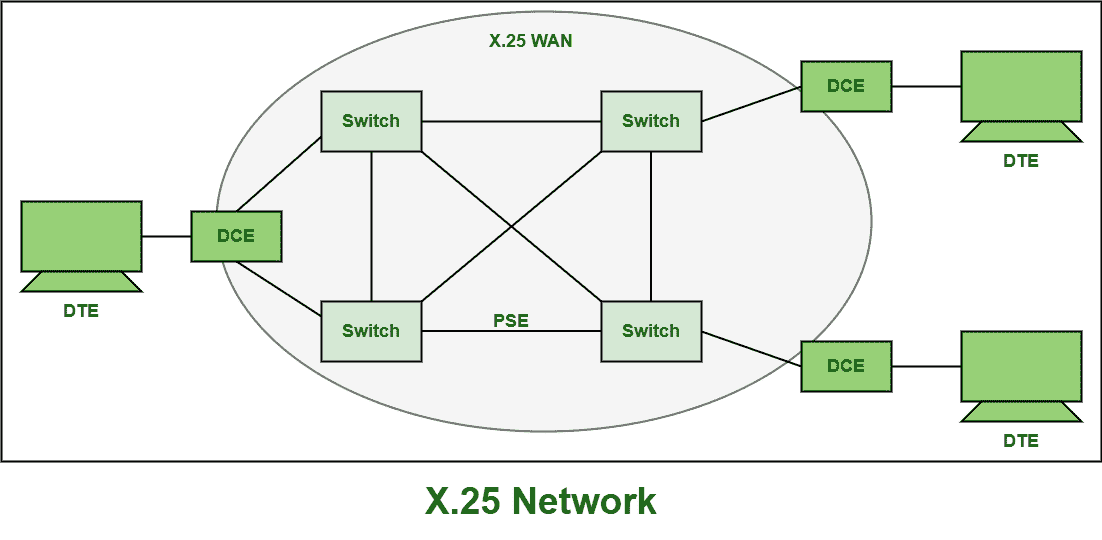 X.25 WAN
Switch
Switch
DCE
DTE
DCE
DTE
Switch
PSE
Switch
DCE
DTE
X.25 Network